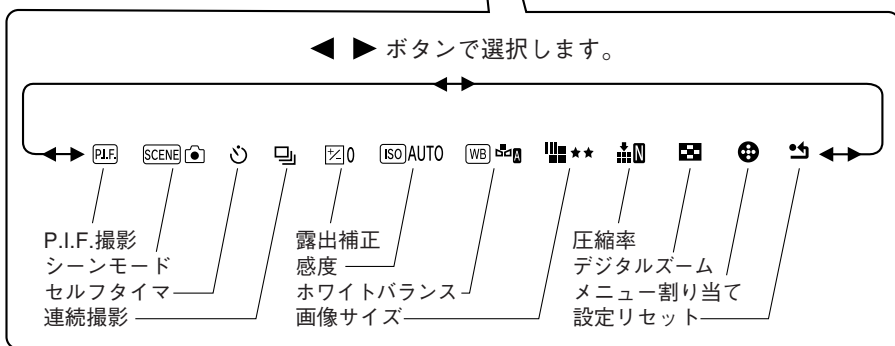 ◀ ▶ ボタンで選択します。
P.I.F. SCENE 0 ISO AUTO WB A ★★ N
P.I.F.撮影
シーンモード
セルフタイマ
連続撮影
露出補正
感度
ホワイトバランス
画像サイズ
圧縮率
デジタルズーム
メニュー割り当て
設定リセット